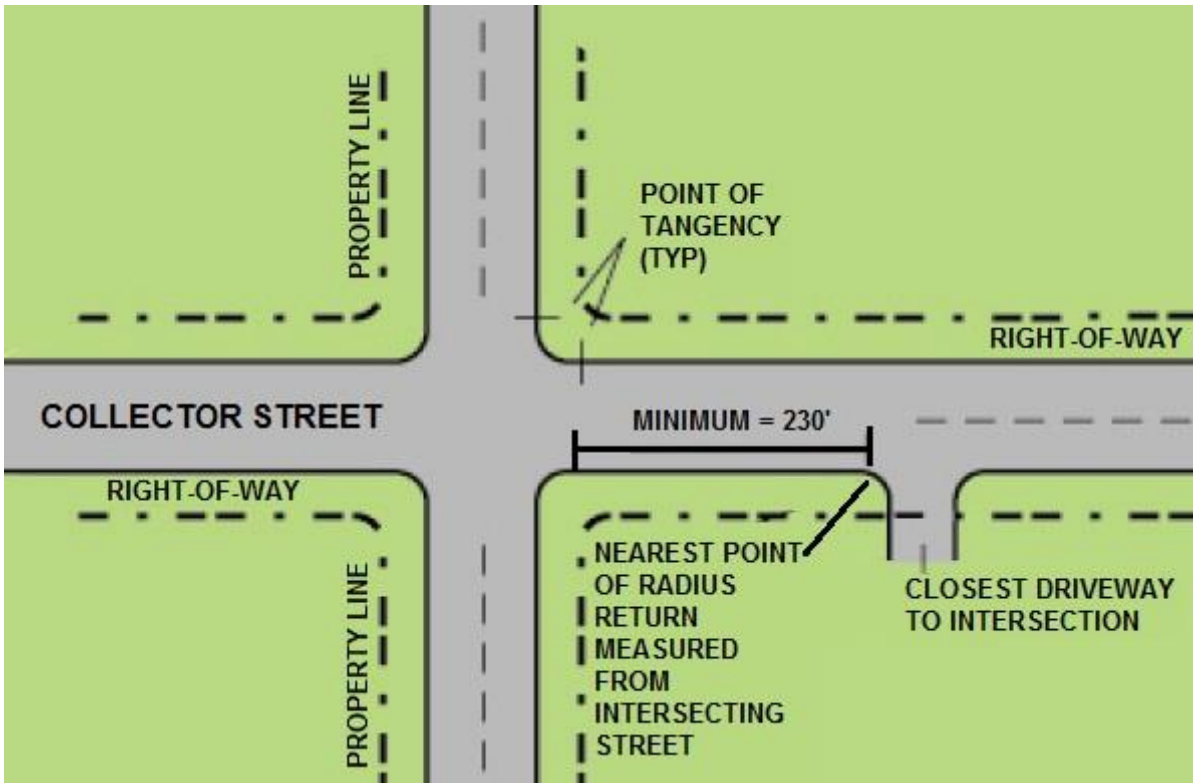 PROPERTY LINE
POINT OF
TANGENCY
(TYP)
RIGHT-OF-WAY
COLLECTOR STREET
MINIMUM = 230'
RIGHT-OF-WAY
PROPERTY LINE
NEAREST POINT
OF RADIUS
RETURN
MEASURED
FROM
INTERSECTING
STREET
CLOSEST DRIVEWAY
TO INTERSECTION